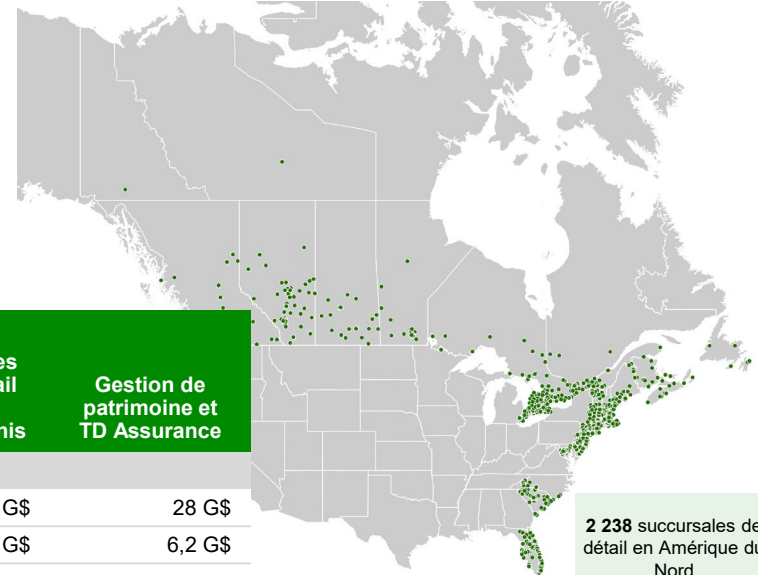 Gestion de
patrimoine et
TD Assurance
G$ 28 G$
G$ 6,2 G$
2 238 succursales de
détail en Amérique du
Nord